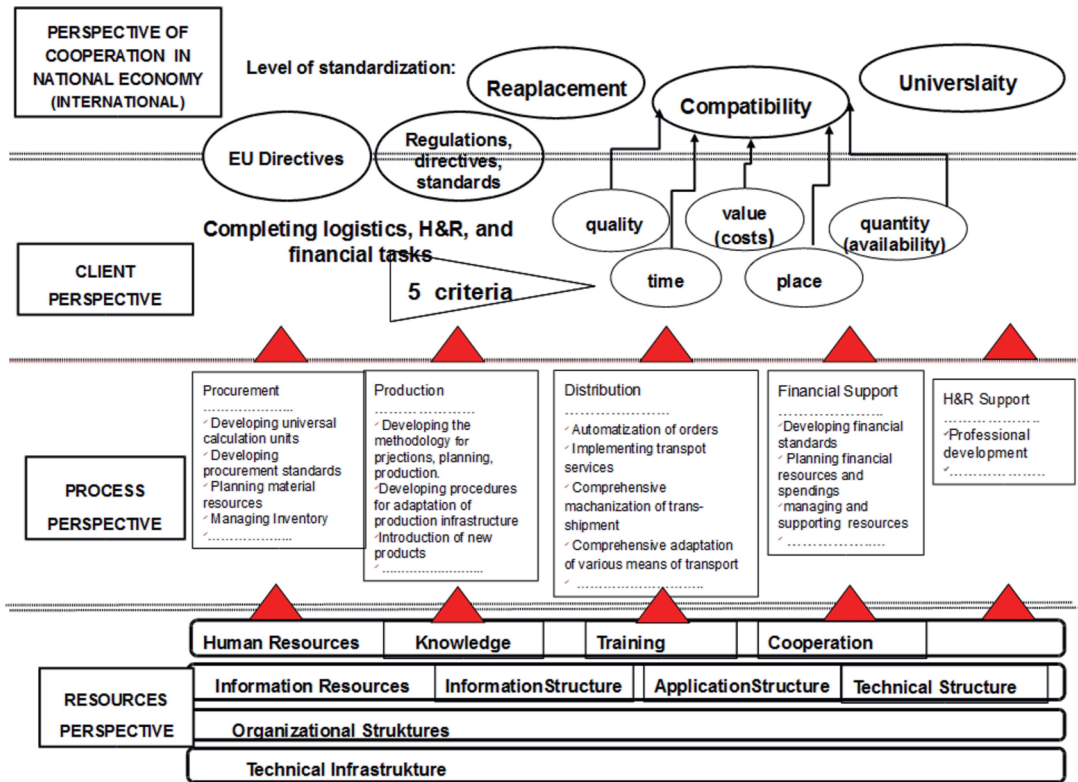 PERSPECTIVE OF
COOPERATION IN
NATIONAL ECONOMY
(INTERNATIONAL)
Level of standardization:
Reaplacement
Compatibility
Universlaity
EU Directives
Regulations,
directives,
standards
Completing logistics, H&R, and
financial tasks
quality
value
(costs)
quantity
(availability)
CLIENT
PERSPECTIVE
5 criteria
time
place
PROCESS
PERSPECTIVE
Procurement
…………………..
Developing universal
calculation units
Developing
procurement standards
Planning material
resources
Managing Inventory
…………………..
Production
…………………
Developing the
methodology for
prjections, planning,
production.
Developing procedures
for adaptation of
production infrastructure
Introduction of new
products
………………….
Distribution
…………………
Automatization of orders
Implementing transpot
services
Comprehensive
machanization of trans-
shipment
Comprehensive adaptation
of various means of transport
……………………….
Financial Support
…………………..
Developing financial
standards
Planning financial
resources and
spendings
managing and
supporting resources
…………………..
H&R Support
…………………
Professional
development
…………………
RESOURCES
PERSPECTIVE
Human Resources
Knowledge
Training
Cooperation
Information Resources
InformationStructure
ApplicationStructure
Technical Structure
Organizational Struktures
Technical Infrastrukture